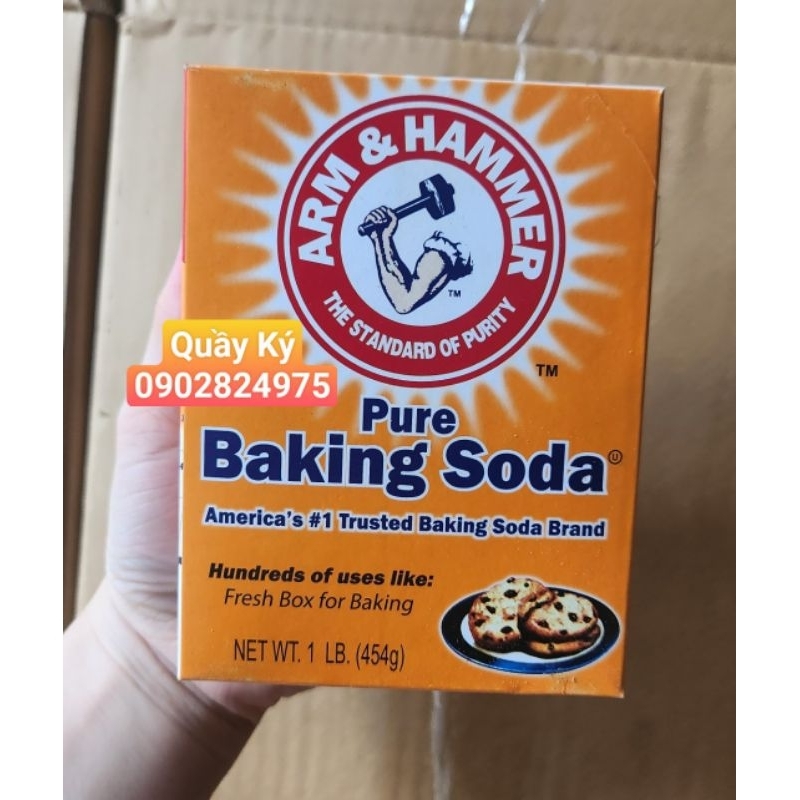 ARM & HAMMER
THE STANDARD OF PURITY
TM
TM
Quầy Ký
0902824975
Pure
Baking Soda
U
America's #1 Trusted Baking Soda Brand
Hundreds of uses like:
Fresh Box for Baking
NET WT. 1 LB. (454g)